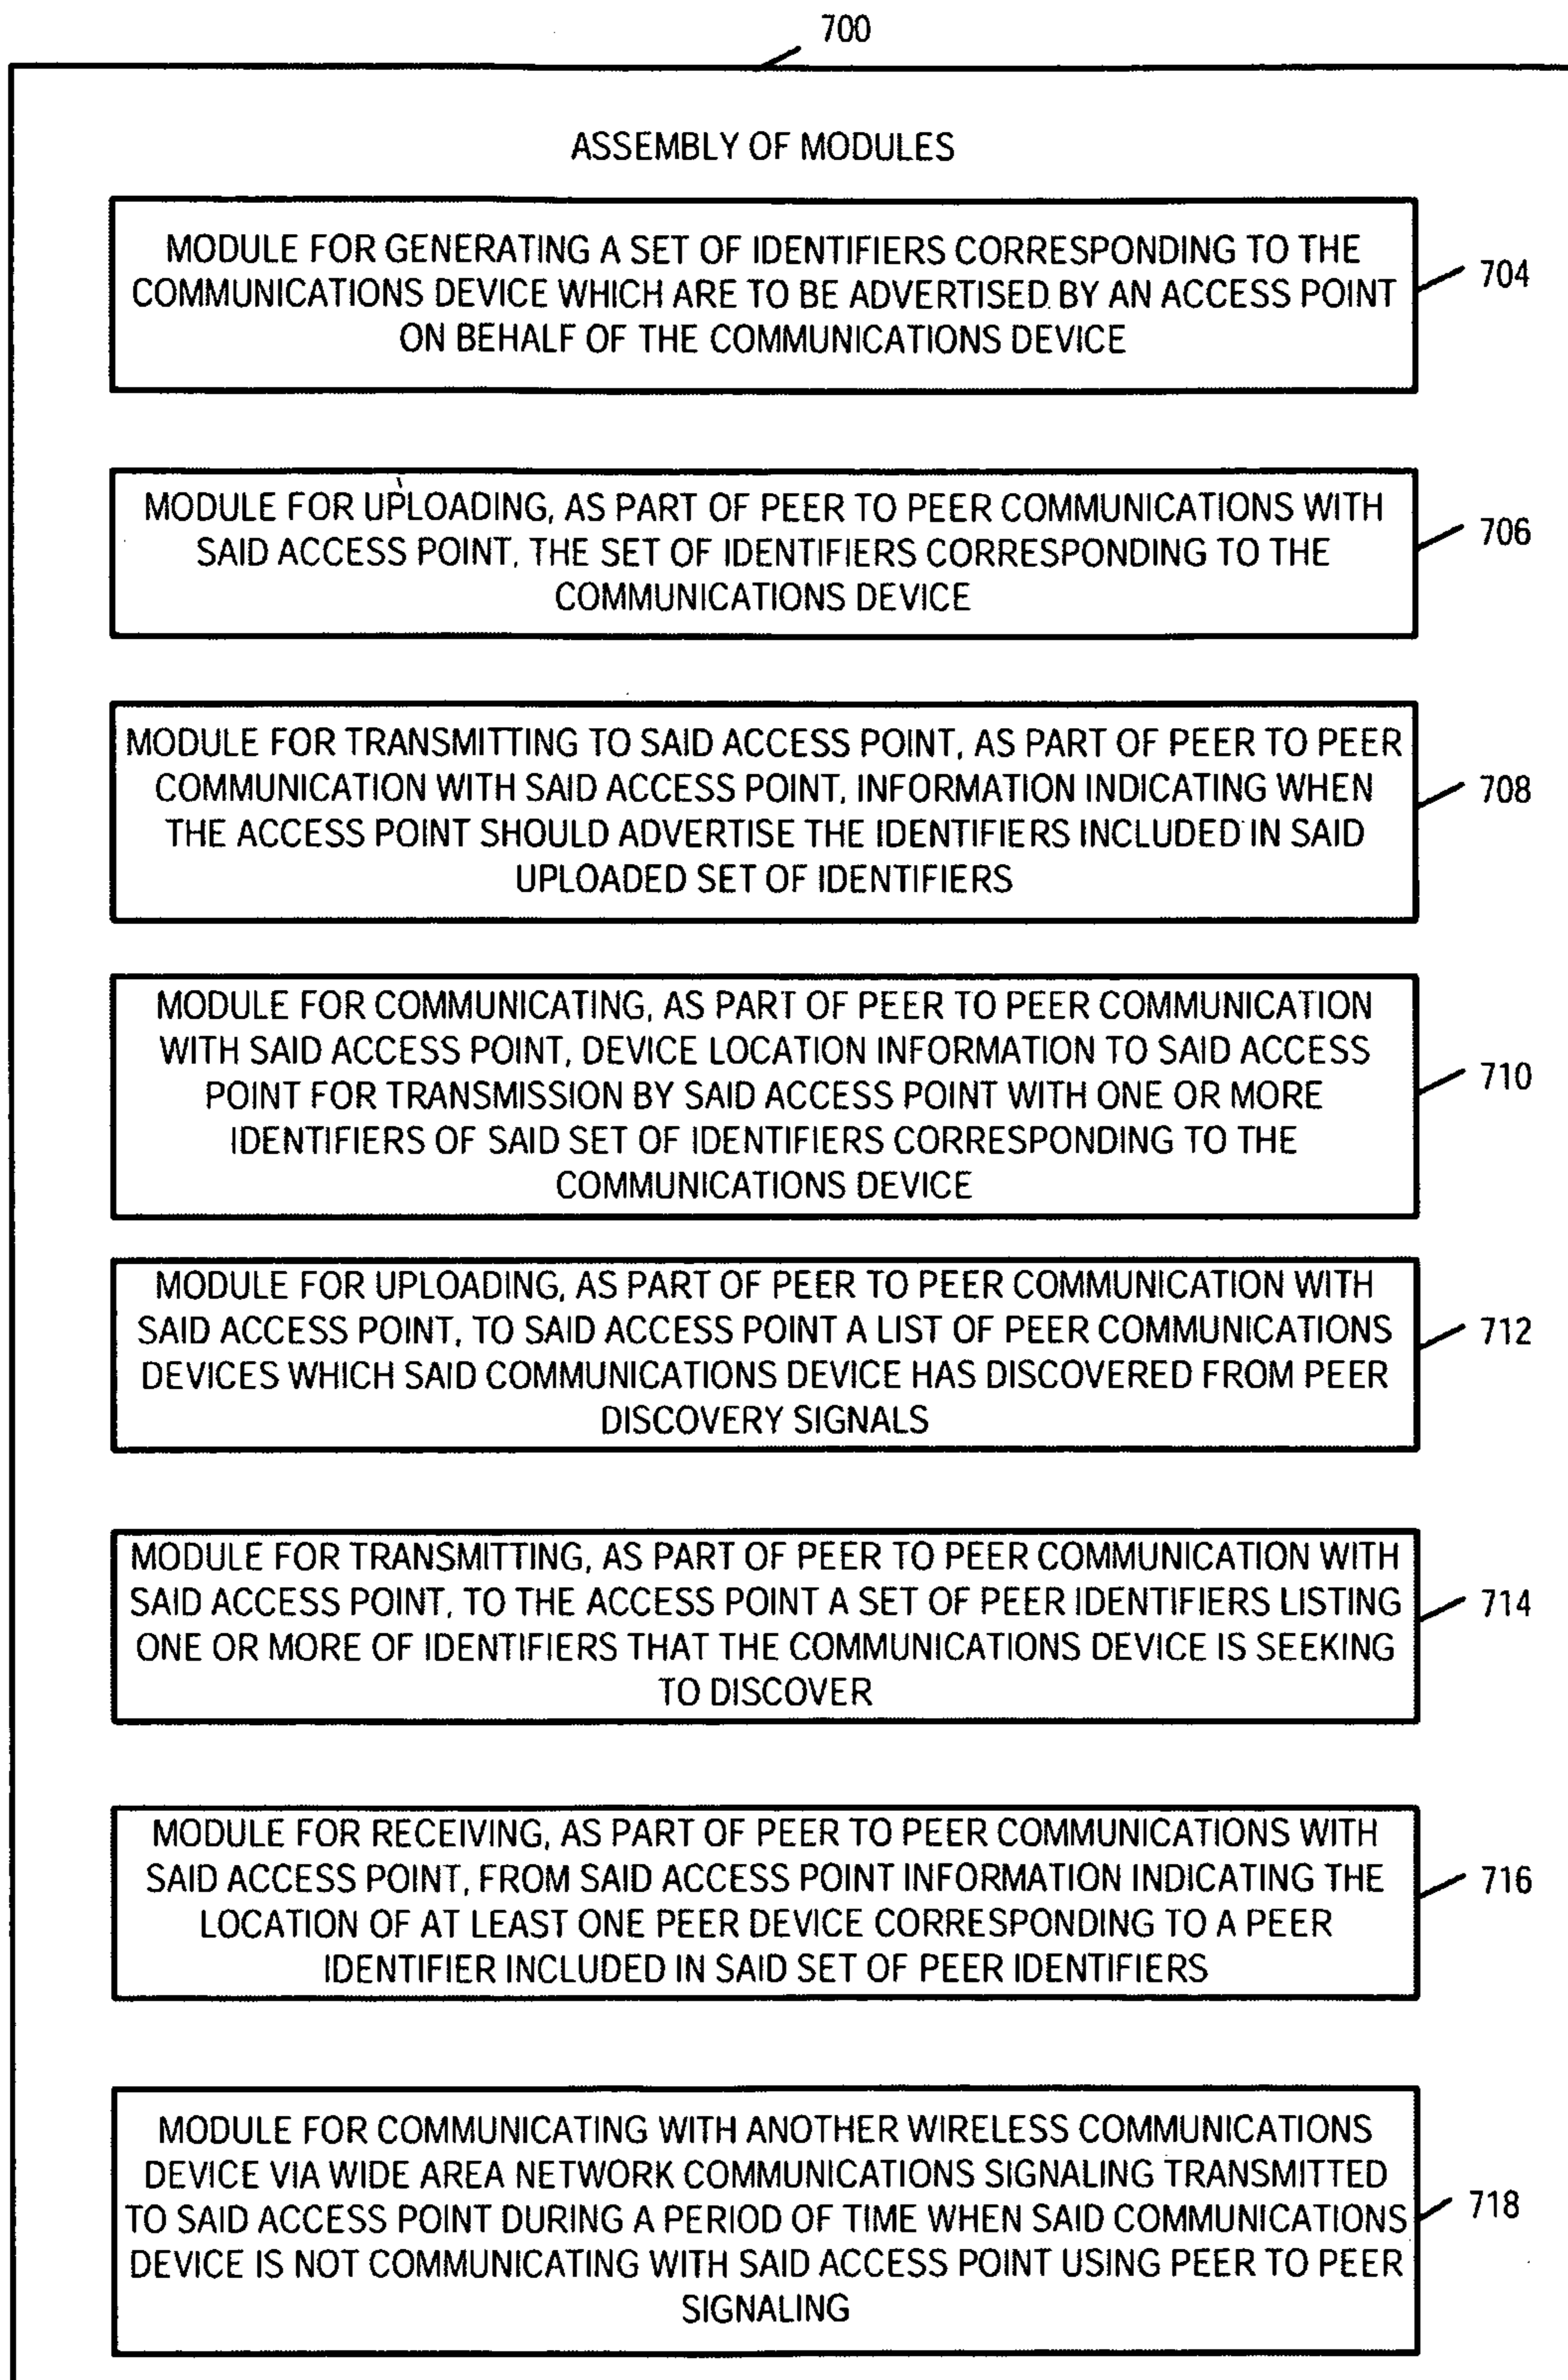 700
ASSEMBLY OF MODULES
MODULE FOR GENERATING A SET OF IDENTIFIERS CORRESPONDING TO THE
COMMUNICATIONS DEVICE WHICH ARE TO BE ADVERTISED BY AN ACCESS POINT
ON BEHALF OF THE COMMUNICATIONS DEVICE
704
MODULE FOR UPLOADING, AS PART OF PEER TO PEER COMMUNICATIONS WITH
SAID ACCESS POINT, THE SET OF IDENTIFIERS CORRESPONDING TO THE
COMMUNICATIONS DEVICE
706
MODULE FOR TRANSMITTING TO SAID ACCESS POINT, AS PART OF PEER TO PEER
COMMUNICATION WITH SAID ACCESS POINT, INFORMATION INDICATING WHEN
THE ACCESS POINT SHOULD ADVERTISE THE IDENTIFIERS INCLUDED IN SAID
UPLOADED SET OF IDENTIFIERS
708
MODULE FOR COMMUNICATING, AS PART OF PEER TO PEER COMMUNICATION
WITH SAID ACCESS POINT, DEVICE LOCATION INFORMATION TO SAID ACCESS
POINT FOR TRANSMISSION BY SAID ACCESS POINT WITH ONE OR MORE
IDENTIFIERS OF SAID SET OF IDENTIFIERS CORRESPONDING TO THE
COMMUNICATIONS DEVICE
710
MODULE FOR UPLOADING, AS PART OF PEER TO PEER COMMUNICATION WITH
SAID ACCESS POINT, TO SAID ACCESS POINT A LIST OF PEER COMMUNICATIONS
DEVICES WHICH SAID COMMUNICATIONS DEVICE HAS DISCOVERED FROM PEER
DISCOVERY SIGNALS
712
MODULE FOR TRANSMITTING, AS PART OF PEER TO PEER COMMUNICATION WITH
SAID ACCESS POINT, TO THE ACCESS POINT A SET OF PEER IDENTIFIERS LISTING
ONE OR MORE OF IDENTIFIERS THAT THE COMMUNICATIONS DEVICE IS SEEKING
TO DISCOVER
714
MODULE FOR RECEIVING, AS PART OF PEER TO PEER COMMUNICATIONS WITH
SAID ACCESS POINT, FROM SAID ACCESS POINT INFORMATION INDICATING THE
LOCATION OF AT LEAST ONE PEER DEVICE CORRESPONDING TO A PEER
IDENTIFIER INCLUDED IN SAID SET OF PEER IDENTIFIERS
716
MODULE FOR COMMUNICATING WITH ANOTHER WIRELESS COMMUNICATIONS
DEVICE VIA WIDE AREA NETWORK COMMUNICATIONS SIGNALING TRANSMITTED
TO SAID ACCESS POINT DURING A PERIOD OF TIME WHEN SAID COMMUNICATIONS
DEVICE IS NOT COMMUNICATING WITH SAID ACCESS POINT USING PEER TO PEER
SIGNALING
718